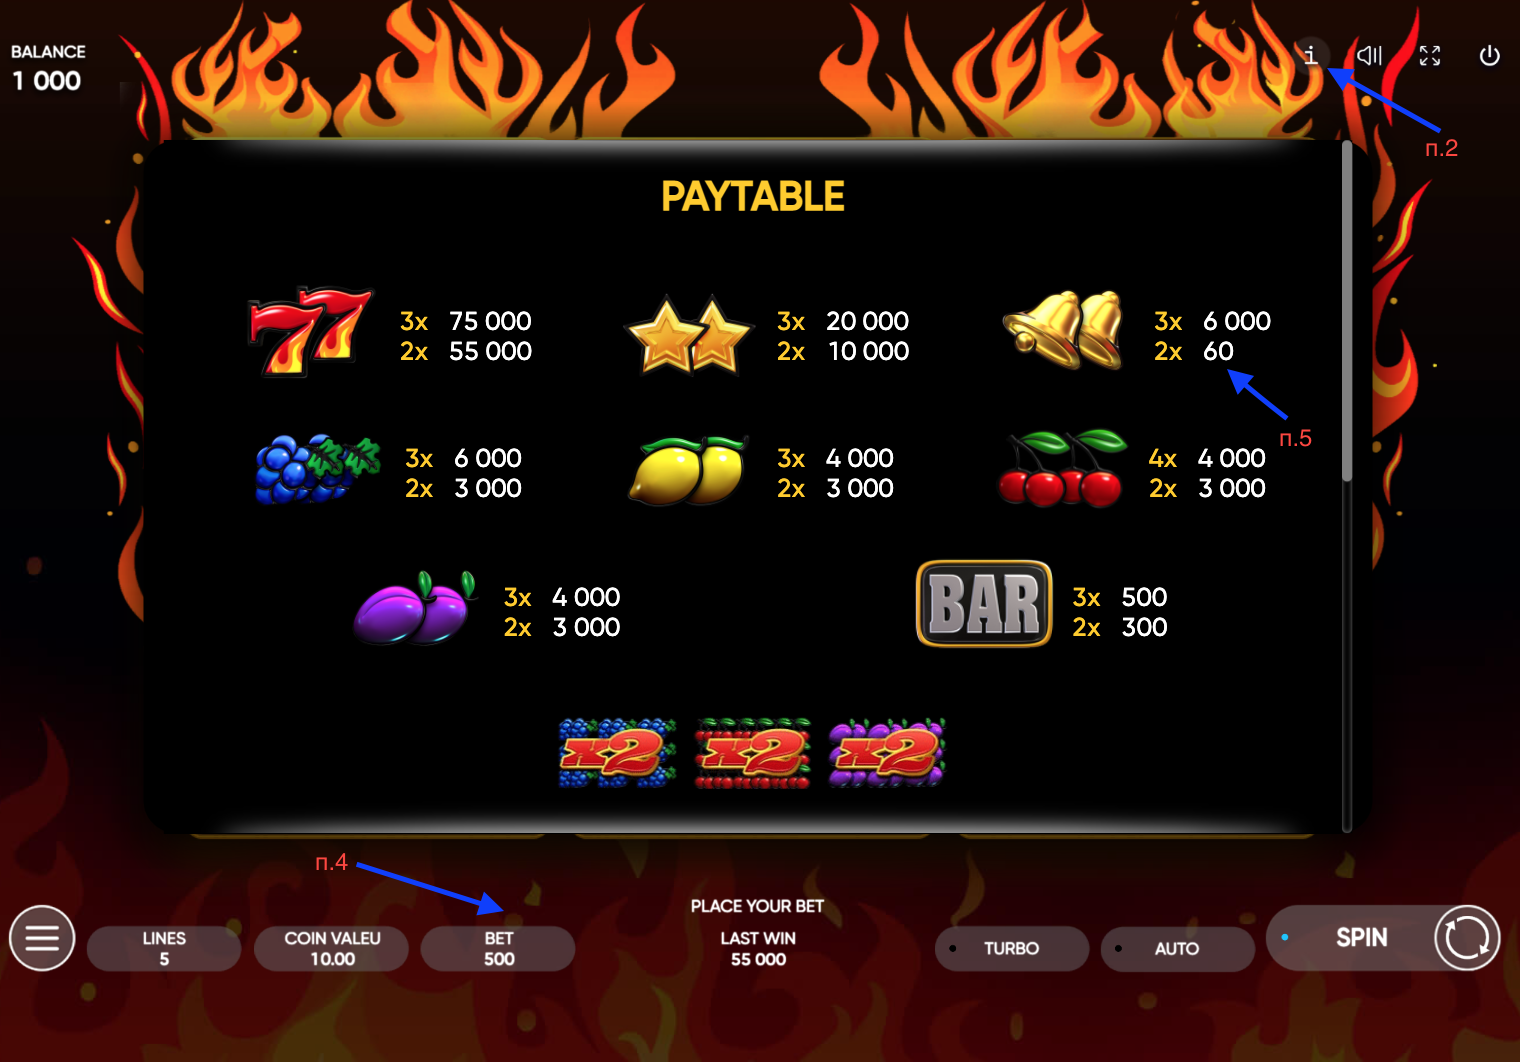 BALANCE
1 000
i
п.2
PAYTABLE
3x 75 000
2x 55 000
3x 20 000
2x 10 000
3x 6 000
2x 60
п.5
3x 6 000
2x 3 000
3x 4 000
2x 3 000
4x 4 000
2x 3 000
3x 4 000
2x 3 000
BAR
3x 500
2x 300
x2
x2
x2
п.4
LINES
5
COIN VALEU
10.00
BET
500
PLACE YOUR BET
LAST WIN
55 000
TURBO
AUTO
SPIN